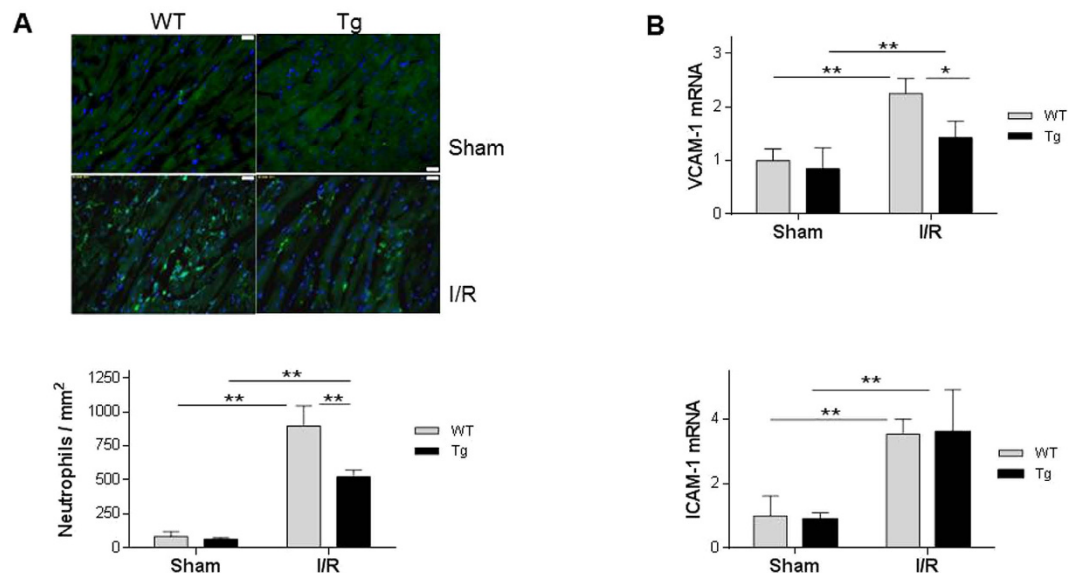 A
WT Tg
Sham
I/R
Neutrophils / mm²
1250
1000
750
500
250
0
**
** **
Sham I/R
WT
Tg
B
VCAM-1 mRNA
3
2
1
0
**
** *
Sham I/R
WT
Tg
ICAM-1 mRNA
4
2
0
**
**
Sham I/R
WT
Tg